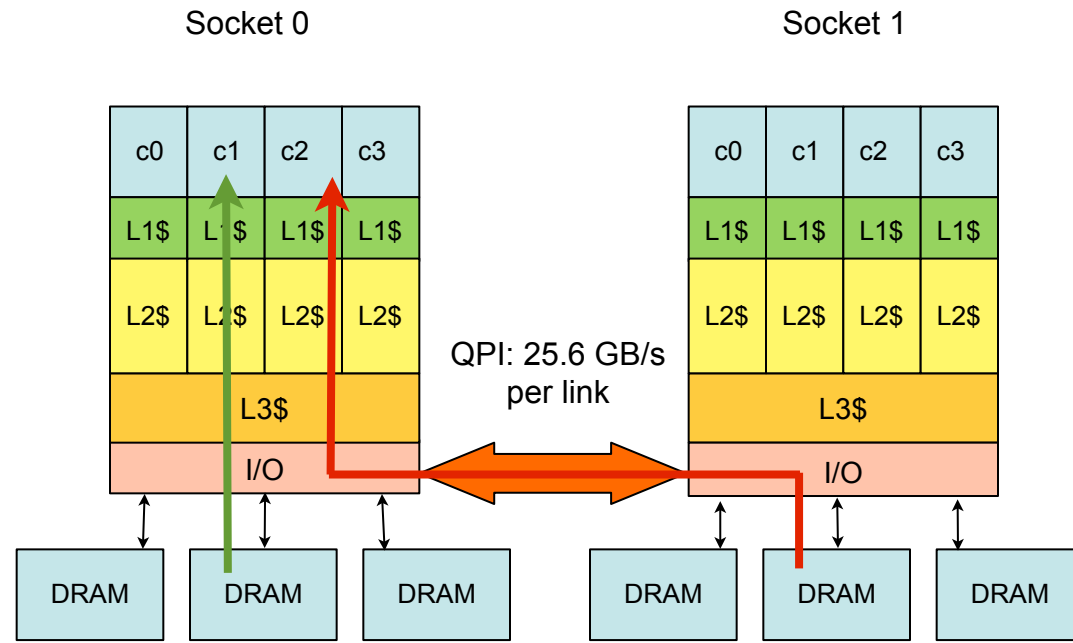 Socket 0
Socket 1
c0 c1 c2 c3
c0 c1 c2 c3
L1$ L1$ L1$ L1$
L1$ L1$ L1$ L1$
L2$ L2$ L2$ L2$
L2$ L2$ L2$ L2$
QPI: 25.6 GB/s
per link
L3$
L3$
I/O
I/O
DRAM DRAM DRAM
DRAM DRAM DRAM